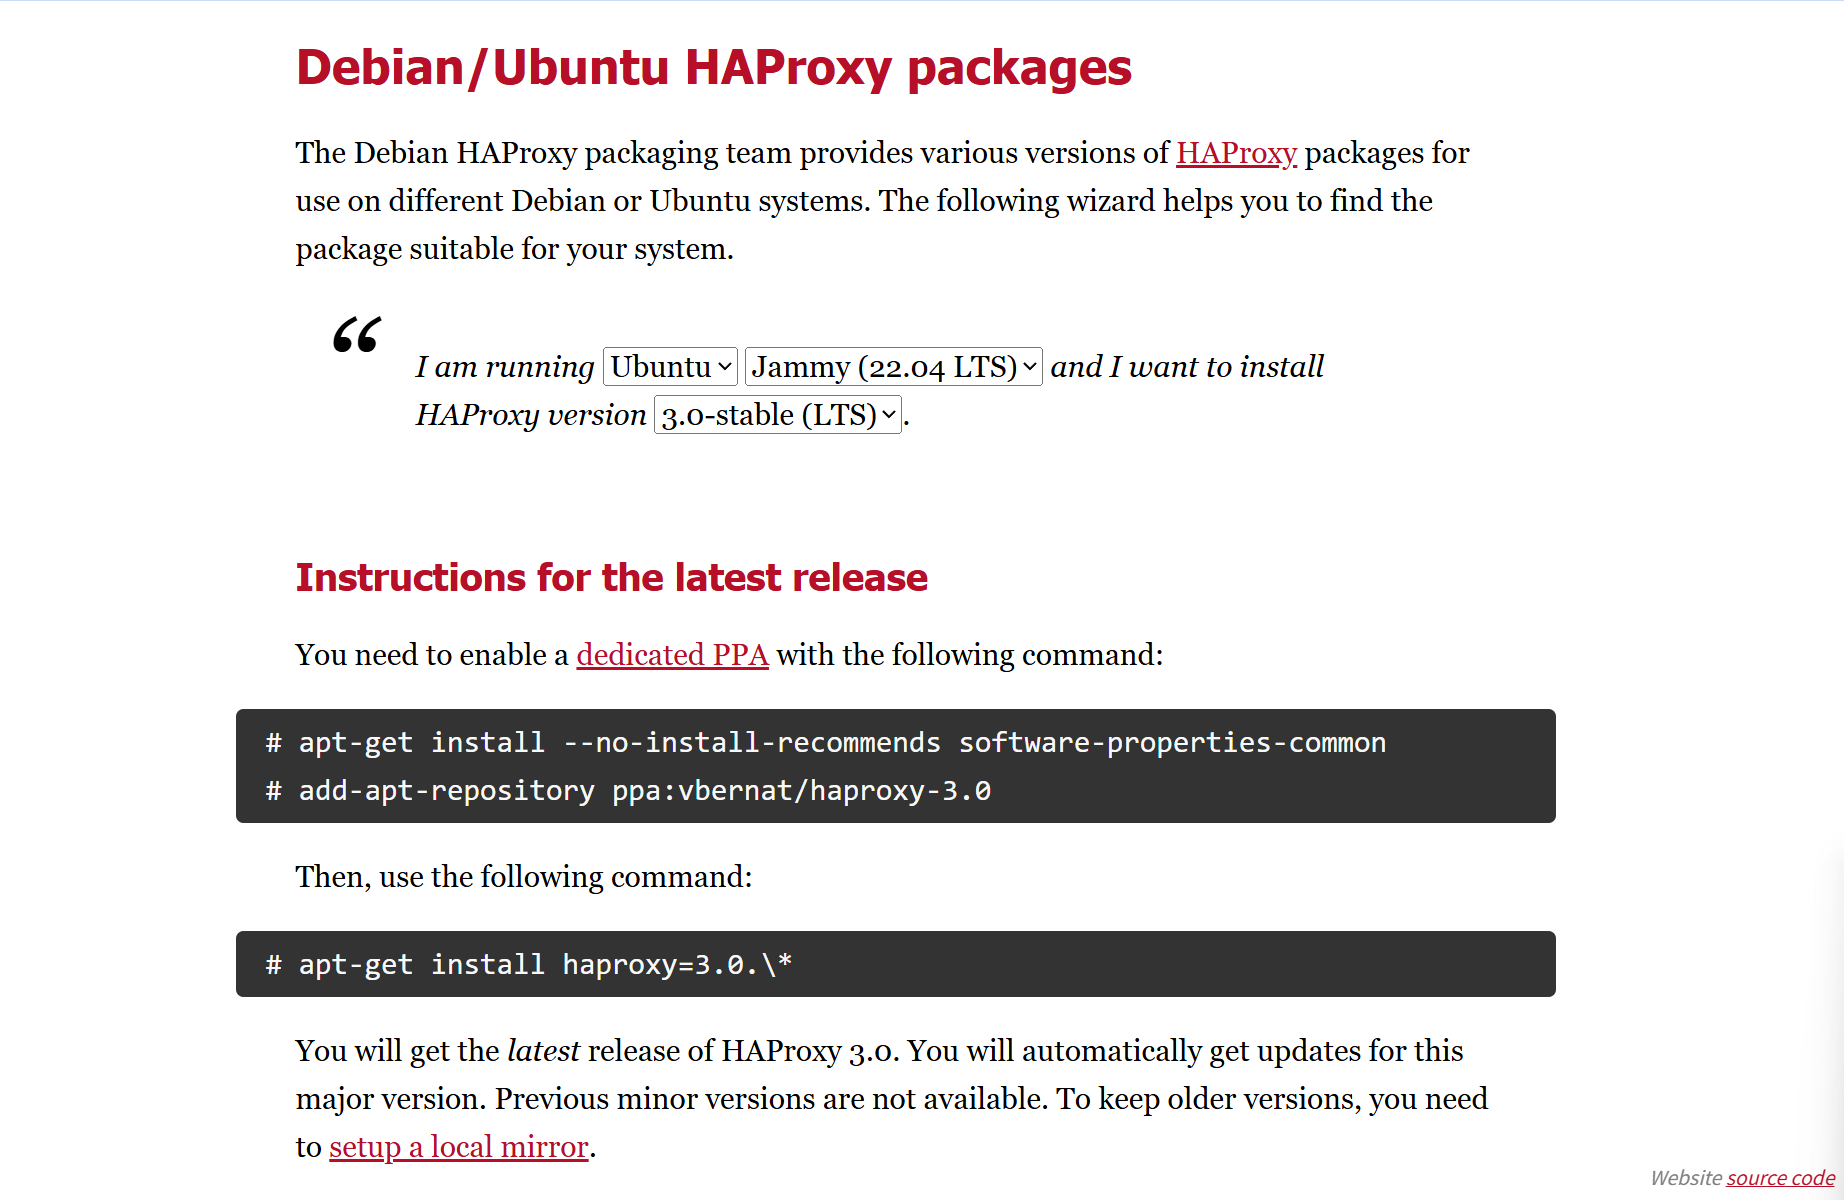 Debian/Ubuntu HAProxy packages
The Debian HAProxy packaging team provides various versions of HAProxy packages for
use on different Debian or Ubuntu systems. The following wizard helps you to find the
package suitable for your system.
“ I am running Ubuntu Jammy (22.04 LTS) and I want to install
HAProxy version 3.0-stable (LTS).
Instructions for the latest release
You need to enable a dedicated PPA with the following command:
# apt-get install --no-install-recommends software-properties-common
# add-apt-repository ppa:vbernat/haproxy-3.0
Then, use the following command:
# apt-get install haproxy=3.0.\*
You will get the latest release of HAProxy 3.0. You will automatically get updates for this
major version. Previous minor versions are not available. To keep older versions, you need
to setup a local mirror.
Website source code